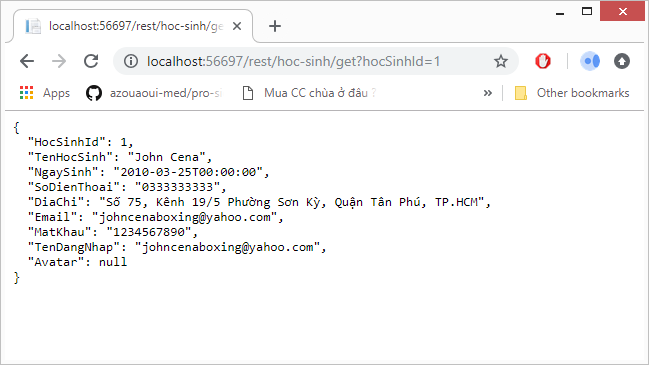 localhost:56697/rest/hoc-sinh/ge
localhost:56697/rest/hoc-sinh/get?hocSinhId=1
Apps azouaoui-med/pro-s Mua CC chùa ở đâu ? » Other bookmarks
{
"HocSinhId": 1,
"TenHocSinh": "John Cena",
"NgaySinh": "2010-03-25T00:00:00",
"SoDienThoai": "0333333333",
"DiaChi": "Số 75, Kênh 19/5 Phường Sơn Kỳ, Quận Tân Phú, TP.HCM",
"Email": "johncenaboxing@yahoo.com",
"MatKhau": "1234567890",
"TenDangNhap": "johncenaboxing@yahoo.com",
"Avatar": null
}